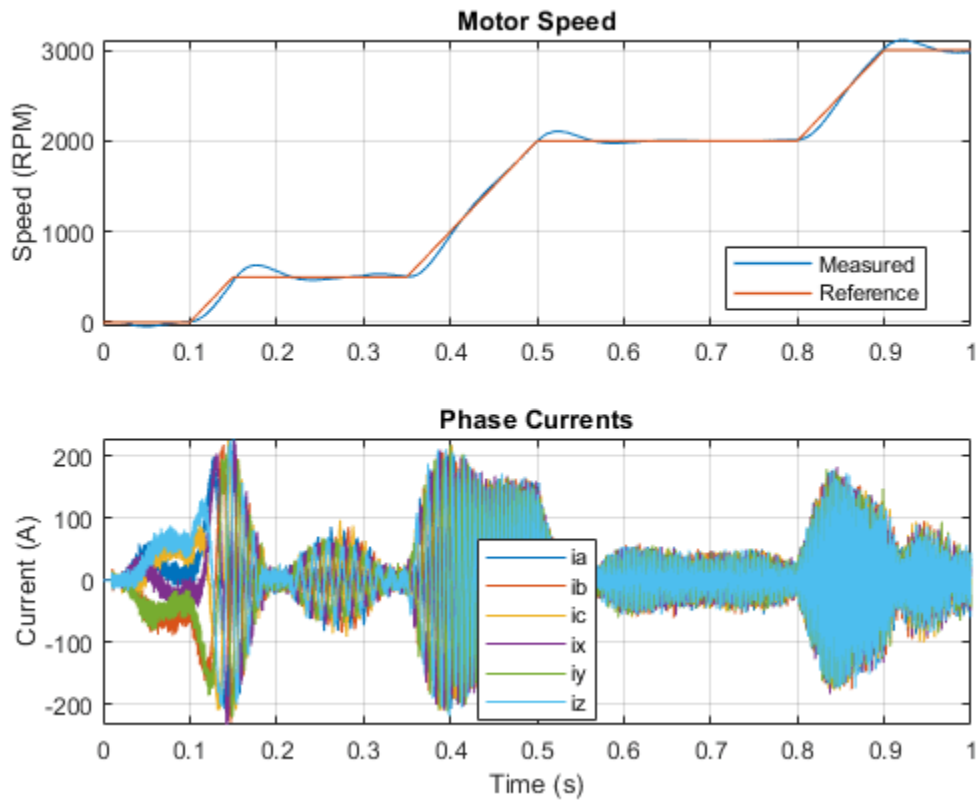 Motor Speed
3000
2000
1000
0
Speed (RPM)
Measured
Reference
0 0.1 0.2 0.3 0.4 0.5 0.6 0.7 0.8 0.9 1
Phase Currents
200
100
0
-100
-200
Current (A)
ia
ib
ic
ix
iy
iz
0 0.1 0.2 0.3 0.4 0.5 0.6 0.7 0.8 0.9 1
Time (s)